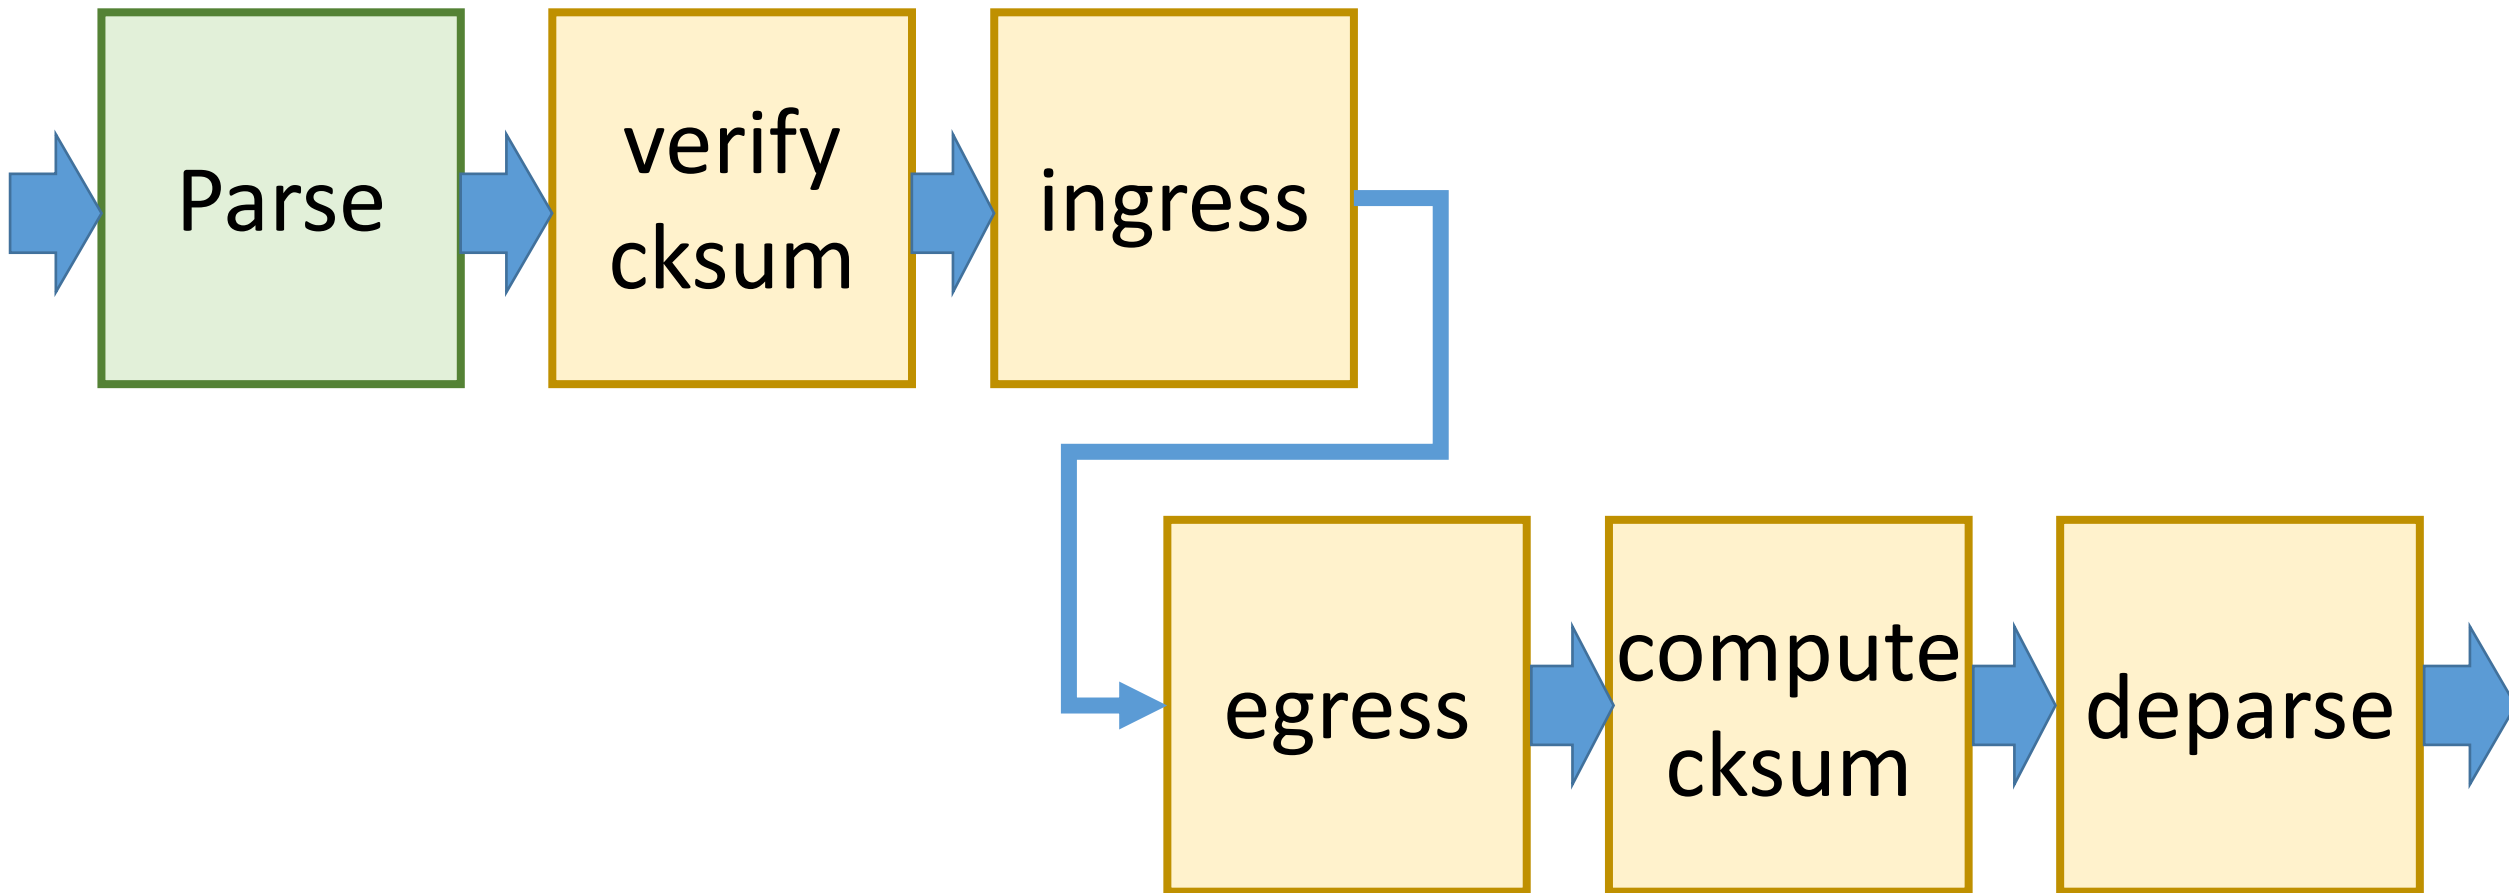 Parse
verify
cksum
ingress
egress
compute
cksum
deparse